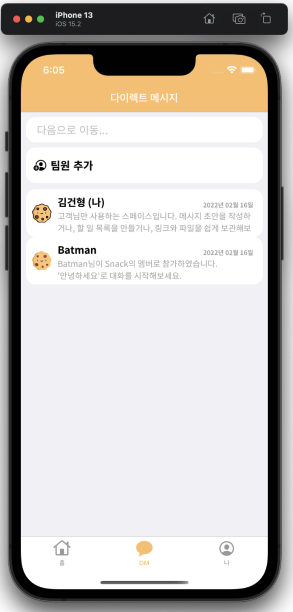 iPhone 13
iOS 15.2
6:05
다이렉트 메시지
다음으로 이동...
팀원 추가
김건형 (나)
2022년 02월 16일
고객님만 사용하는 스페이스입니다. 메시지 초안을 작성하
거나, 할 일 목록을 만들거나, 링크와 파일을 쉽게 보관해보
Batman
2022년 02월 16일
Batman님이 Snack의 멤버로 참가하였습니다.
'안녕하세요'로 대화를 시작해보세요.
홈
DM
나